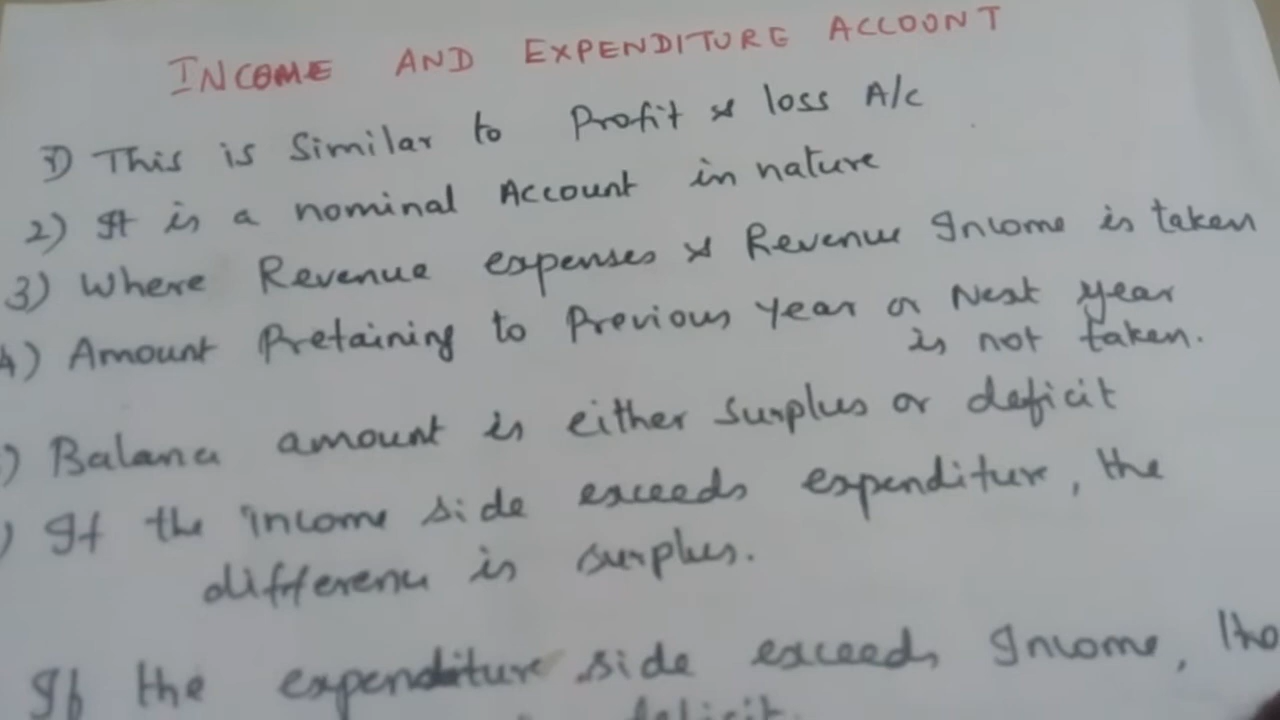 INCOME AND EXPENDITURE ACCOUNT
1) This is Similar to Profit & loss A/c
2) It is a nominal Account in nature
3) Where Revenue expenses & Revenue Income is taken
4) Amount Pretaining to Previous year or Next year
is not taken.
) Balance amount is either Surplus or deficit
) If the income side exceeds expenditure, the
difference is surplus.
If the expenditure side exceeds Income, the
deficit.